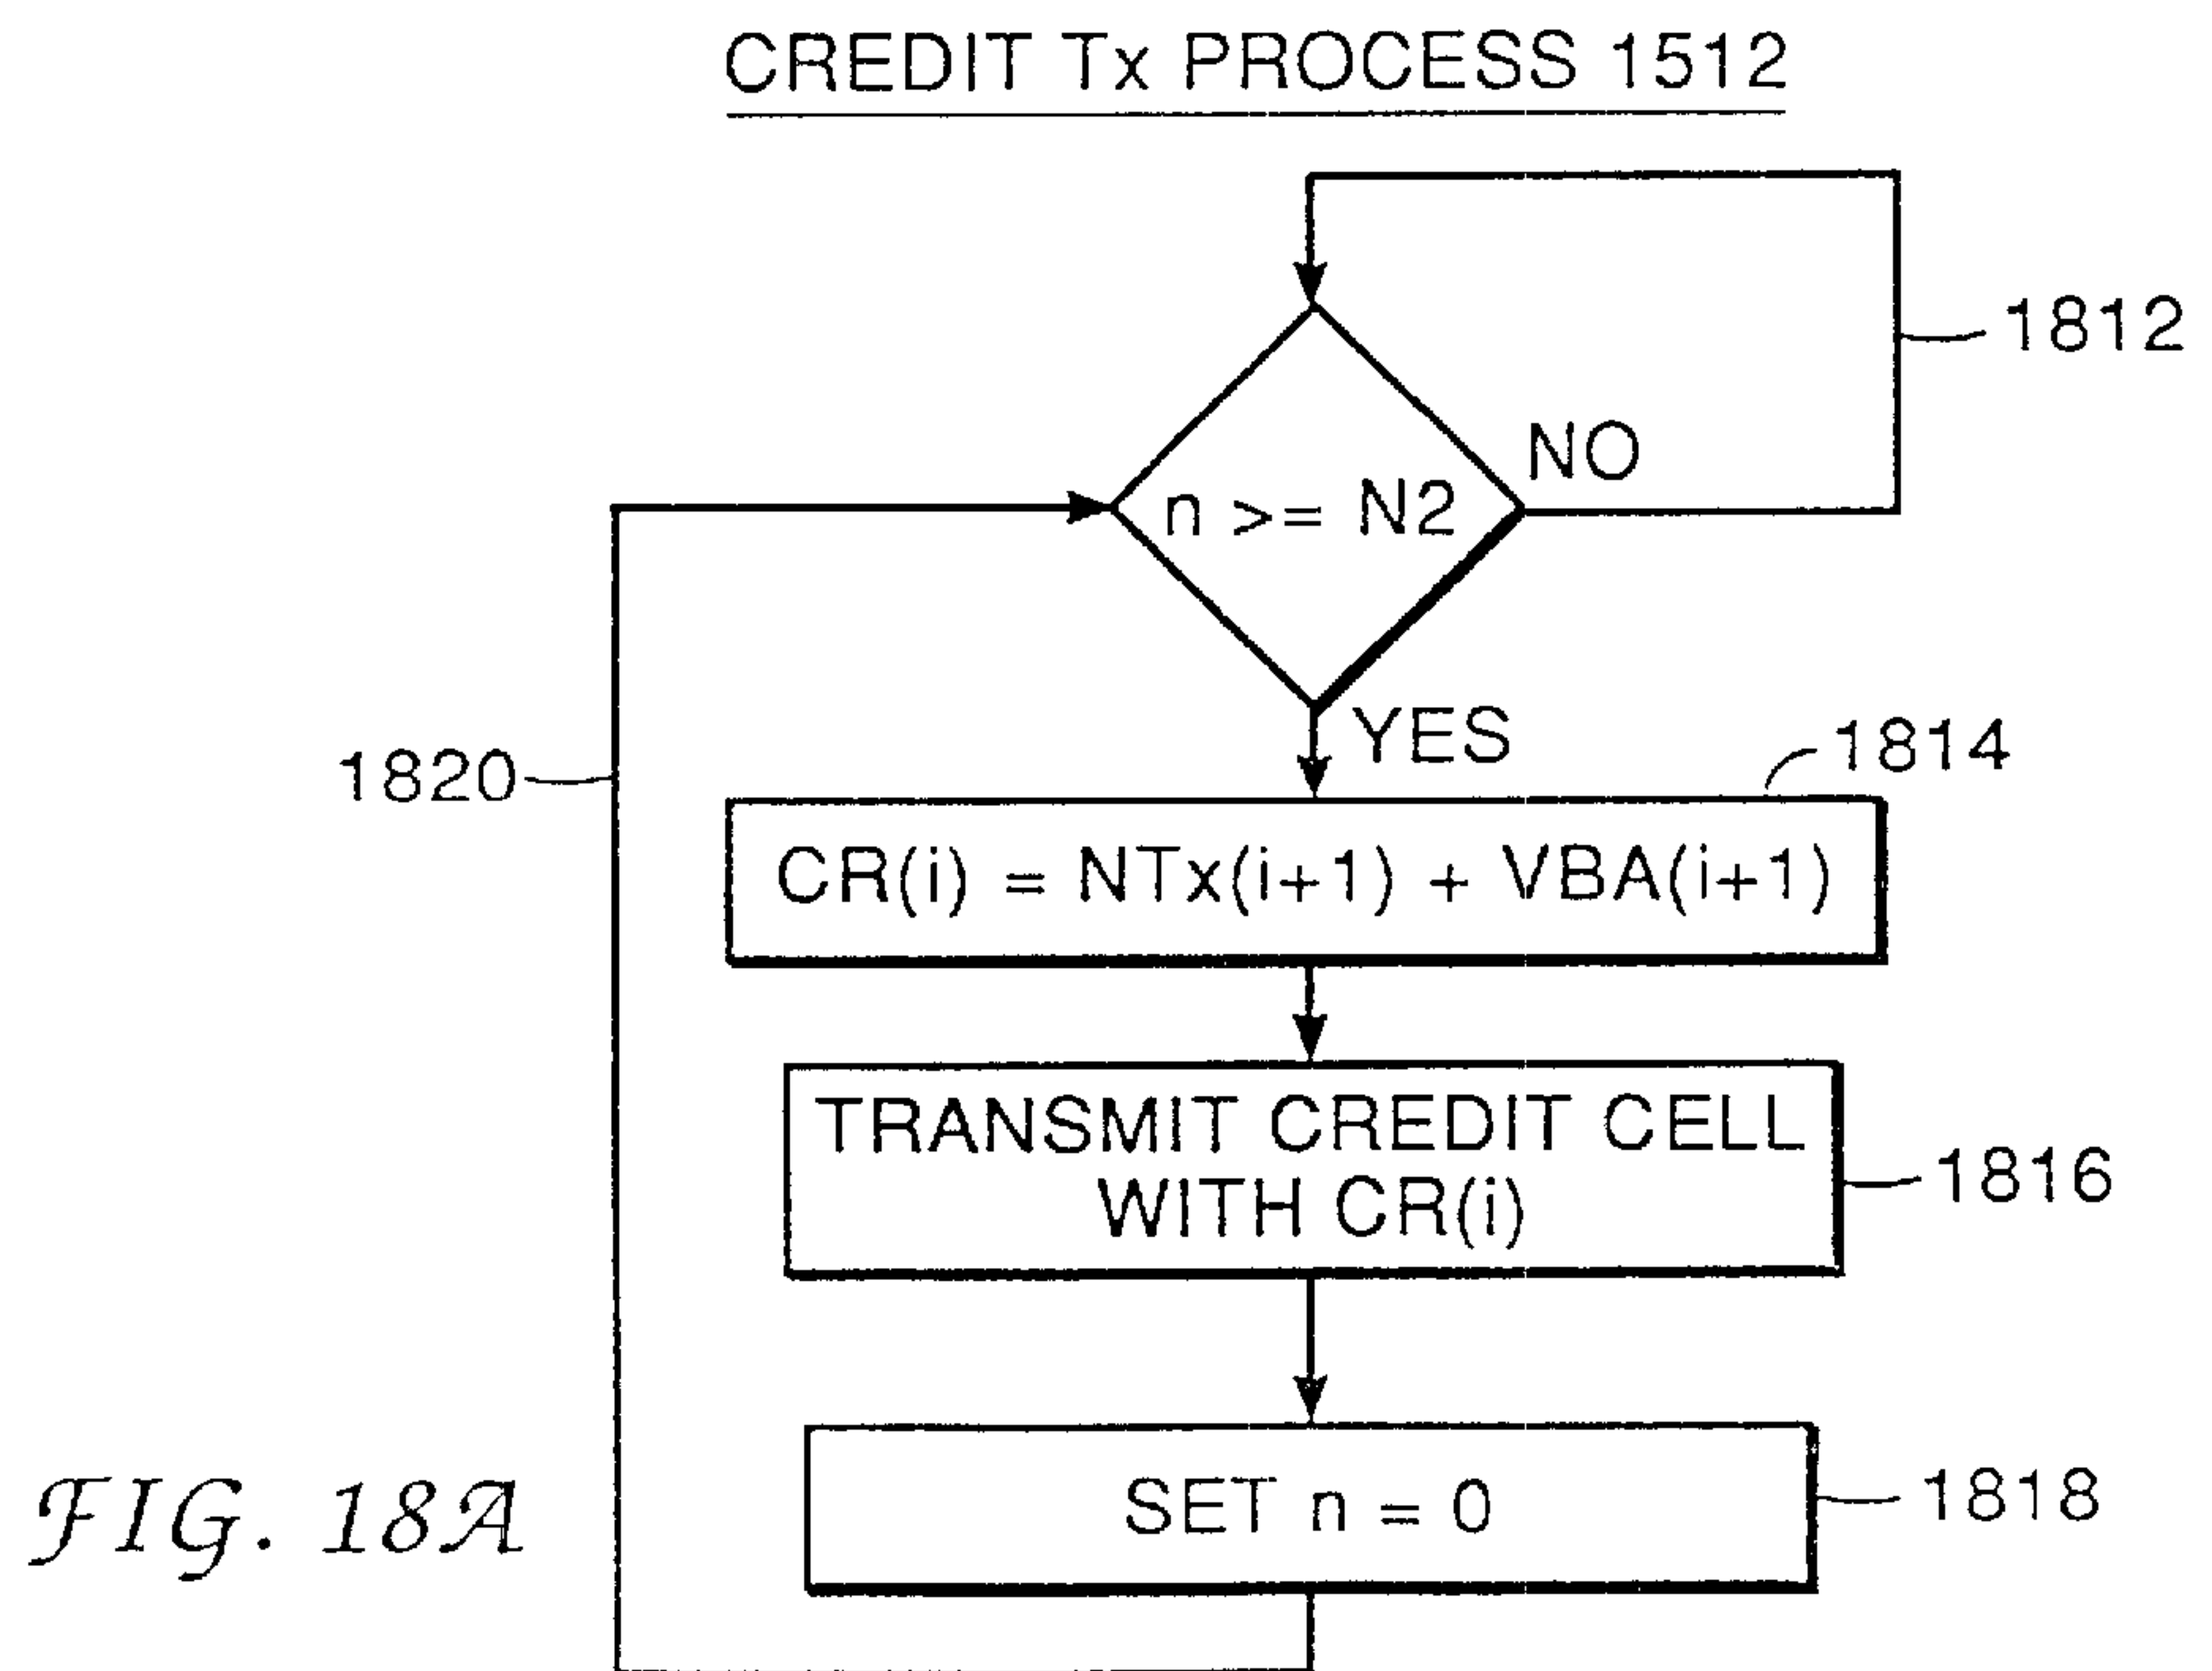 CREDIT Tx PROCESS 1512
1812
NO
n >= N2
YES
1814
1820
CR(i) = NTx(i+1) + VBA(i+1)
TRANSMIT CREDIT CELL
WITH CR(i)
1816
SET n = 0
1818
FIG. 18A